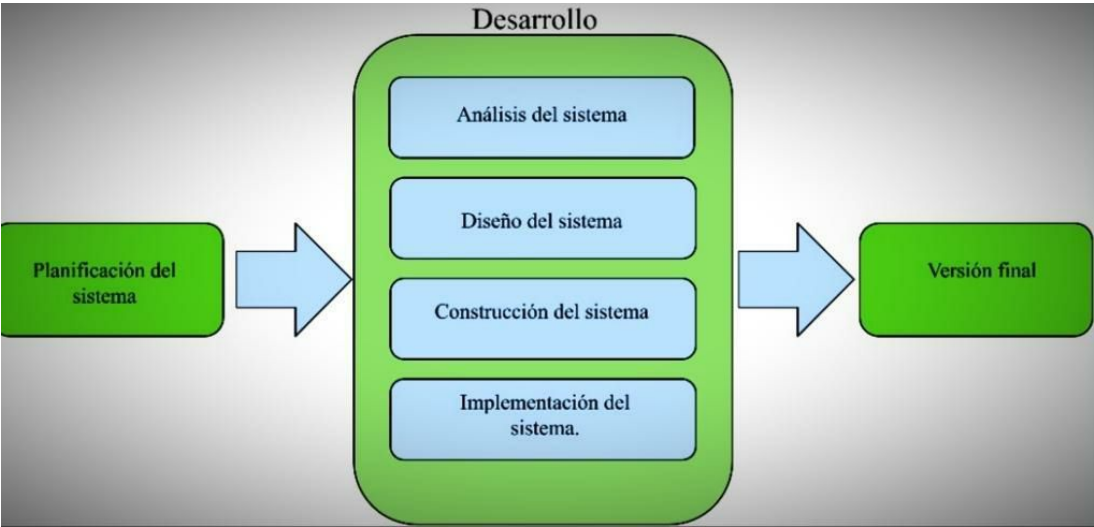 Desarrollo
Análisis del sistema
Diseño del sistema
Construcción del sistema
Implementación del
sistema.
Planificación del
sistema
Versión final